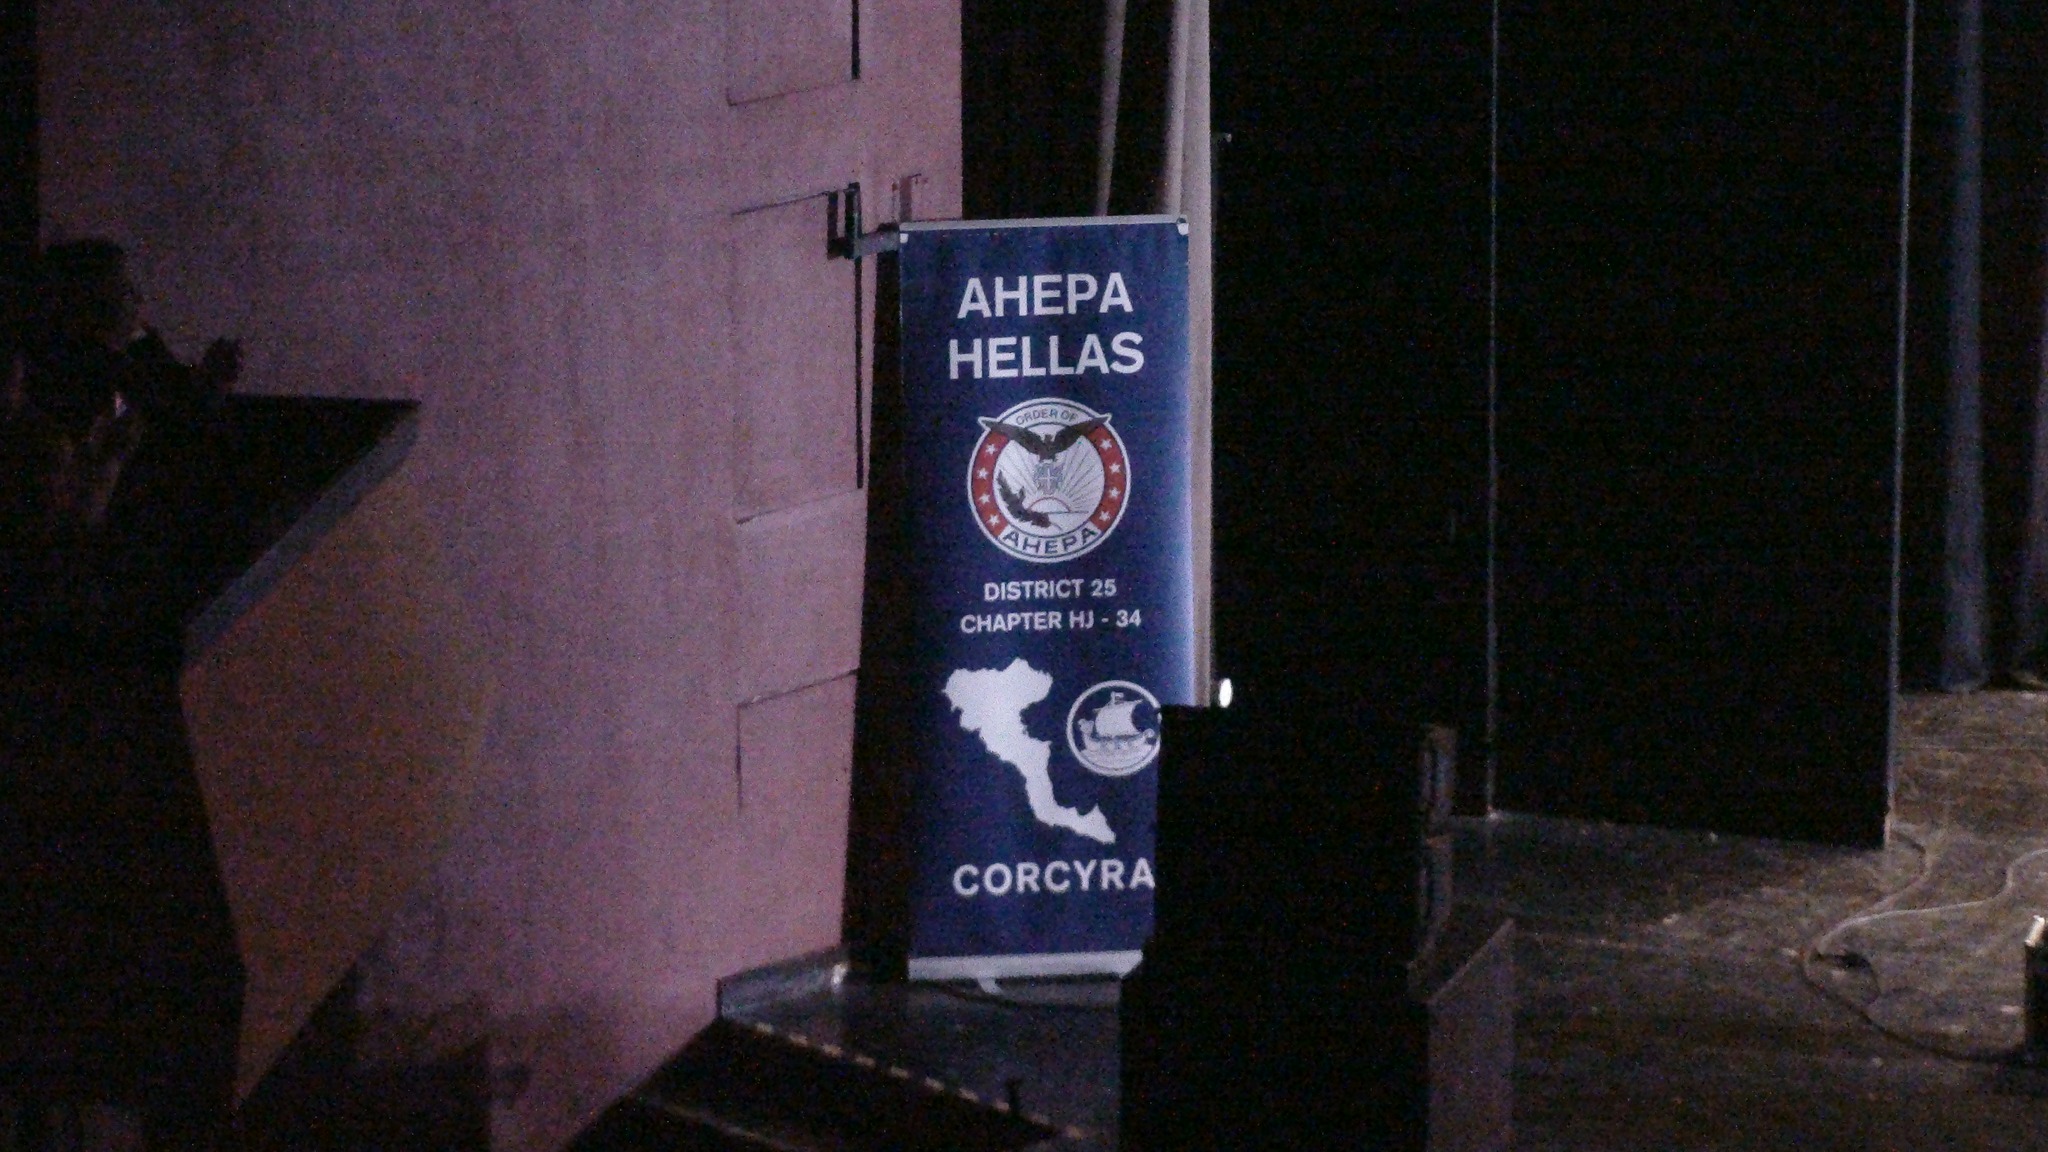 AHEPA
HELLAS
ORDER OF
AHEPA
DISTRICT 25
CHAPTER HJ - 34
CORCYRA